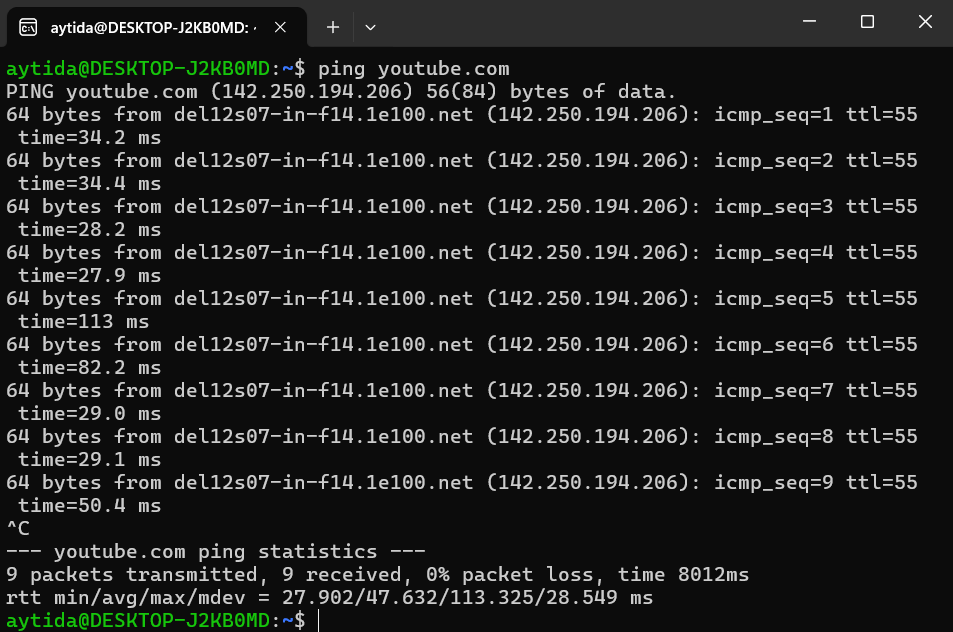 aytida@DESKTOP-J2KB0MD: ·
aytida@DESKTOP-J2KB0MD:~$ ping youtube.com
PING youtube.com (142.250.194.206) 56(84) bytes of data.
64 bytes from del12s07-in-f14.1e100.net (142.250.194.206): icmp_seq=1 ttl=55
 time=34.2 ms
64 bytes from del12s07-in-f14.1e100.net (142.250.194.206): icmp_seq=2 ttl=55
 time=34.4 ms
64 bytes from del12s07-in-f14.1e100.net (142.250.194.206): icmp_seq=3 ttl=55
 time=28.2 ms
64 bytes from del12s07-in-f14.1e100.net (142.250.194.206): icmp_seq=4 ttl=55
 time=27.9 ms
64 bytes from del12s07-in-f14.1e100.net (142.250.194.206): icmp_seq=5 ttl=55
 time=113 ms
64 bytes from del12s07-in-f14.1e100.net (142.250.194.206): icmp_seq=6 ttl=55
 time=82.2 ms
64 bytes from del12s07-in-f14.1e100.net (142.250.194.206): icmp_seq=7 ttl=55
 time=29.0 ms
64 bytes from del12s07-in-f14.1e100.net (142.250.194.206): icmp_seq=8 ttl=55
 time=29.1 ms
64 bytes from del12s07-in-f14.1e100.net (142.250.194.206): icmp_seq=9 ttl=55
 time=50.4 ms
^C
--- youtube.com ping statistics ---
9 packets transmitted, 9 received, 0% packet loss, time 8012ms
rtt min/avg/max/mdev = 27.902/47.632/113.325/28.549 ms
aytida@DESKTOP-J2KB0MD:~$